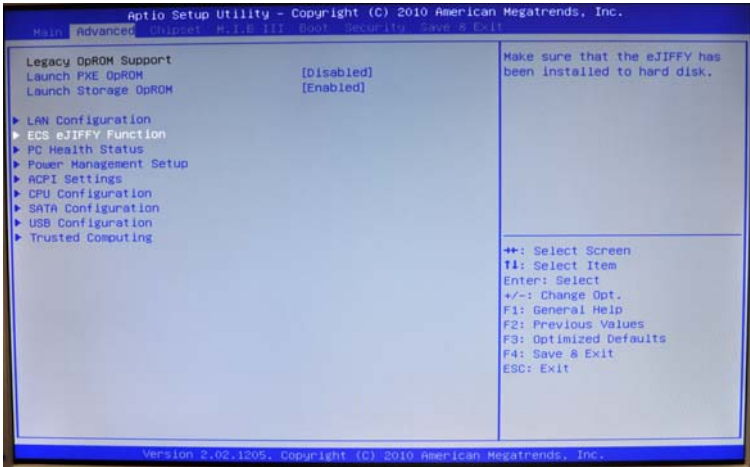 Aptio Setup Utility – Copyright (C) 2010 American Megatrends, Inc.
Main Advanced Chipset M.I.B III Boot Security Save & Exit
Legacy OpROM Support
Launch PXE OpROM [Disabled]
Launch Storage OpROM [Enabled]
▶ LAN Configuration
▶ ECS eJIFFY Function
▶ PC Health Status
▶ Power Management Setup
▶ ACPI Settings
▶ CPU Configuration
▶ SATA Configuration
▶ USB Configuration
▶ Trusted Computing
Make sure that the eJIFFY has
been installed to hard disk.
→←: Select Screen
↑↓: Select Item
Enter: Select
+/-: Change Opt.
F1: General Help
F2: Previous Values
F3: Optimized Defaults
F4: Save & Exit
ESC: Exit
Version 2.02.1205. Copyright (C) 2010 American Megatrends, Inc.